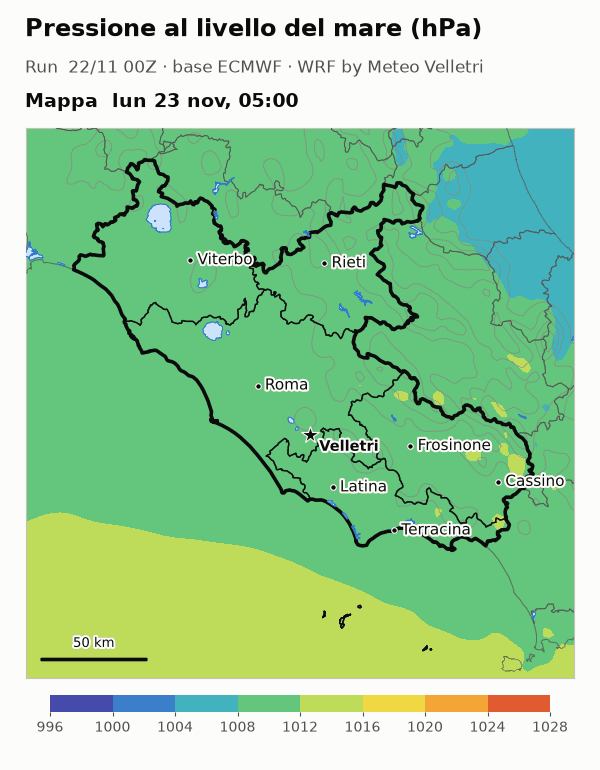 Pressione al livello del mare (hPa)
Run  22/11 00Z · base ECMWF · WRF by Meteo Velletri
Mappa  lun 23 nov, 05:00
Viterbo
Rieti
Roma
Velletri
Frosinone
Latina
Cassino
Terracina
50 km
996 1000 1004 1008 1012 1016 1020 1024 1028